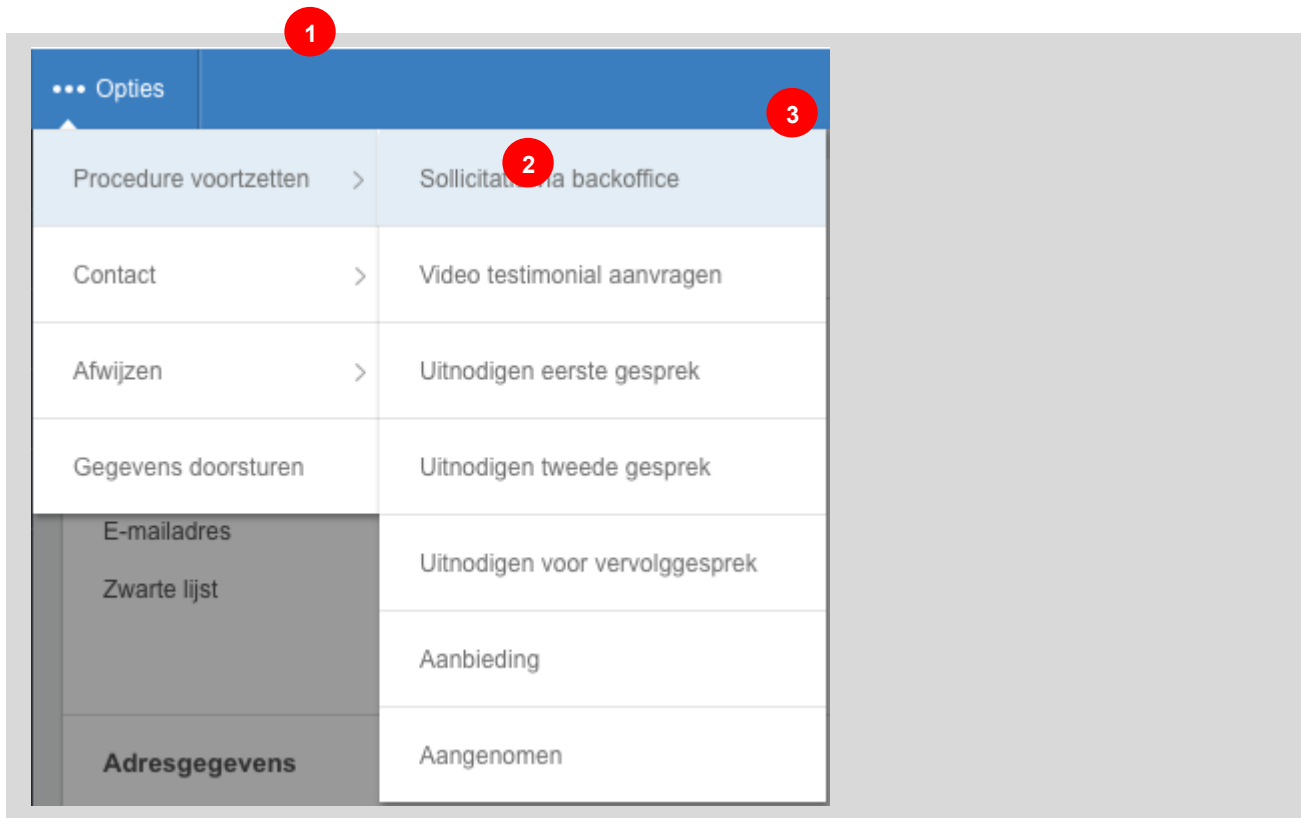 1
Opties
3
Procedure voortzetten
2
backoffice
Contact
Video testimonial aanvragen
Afwijzen
Uitnodigen eerste gesprek
Gegevens doorsturen
Uitnodigen tweede gesprek
E-mailadres
Uitnodigen voor vervolggesprek
Zwarte lijst
Aanbieding
Adresgegevens
Aangenomen